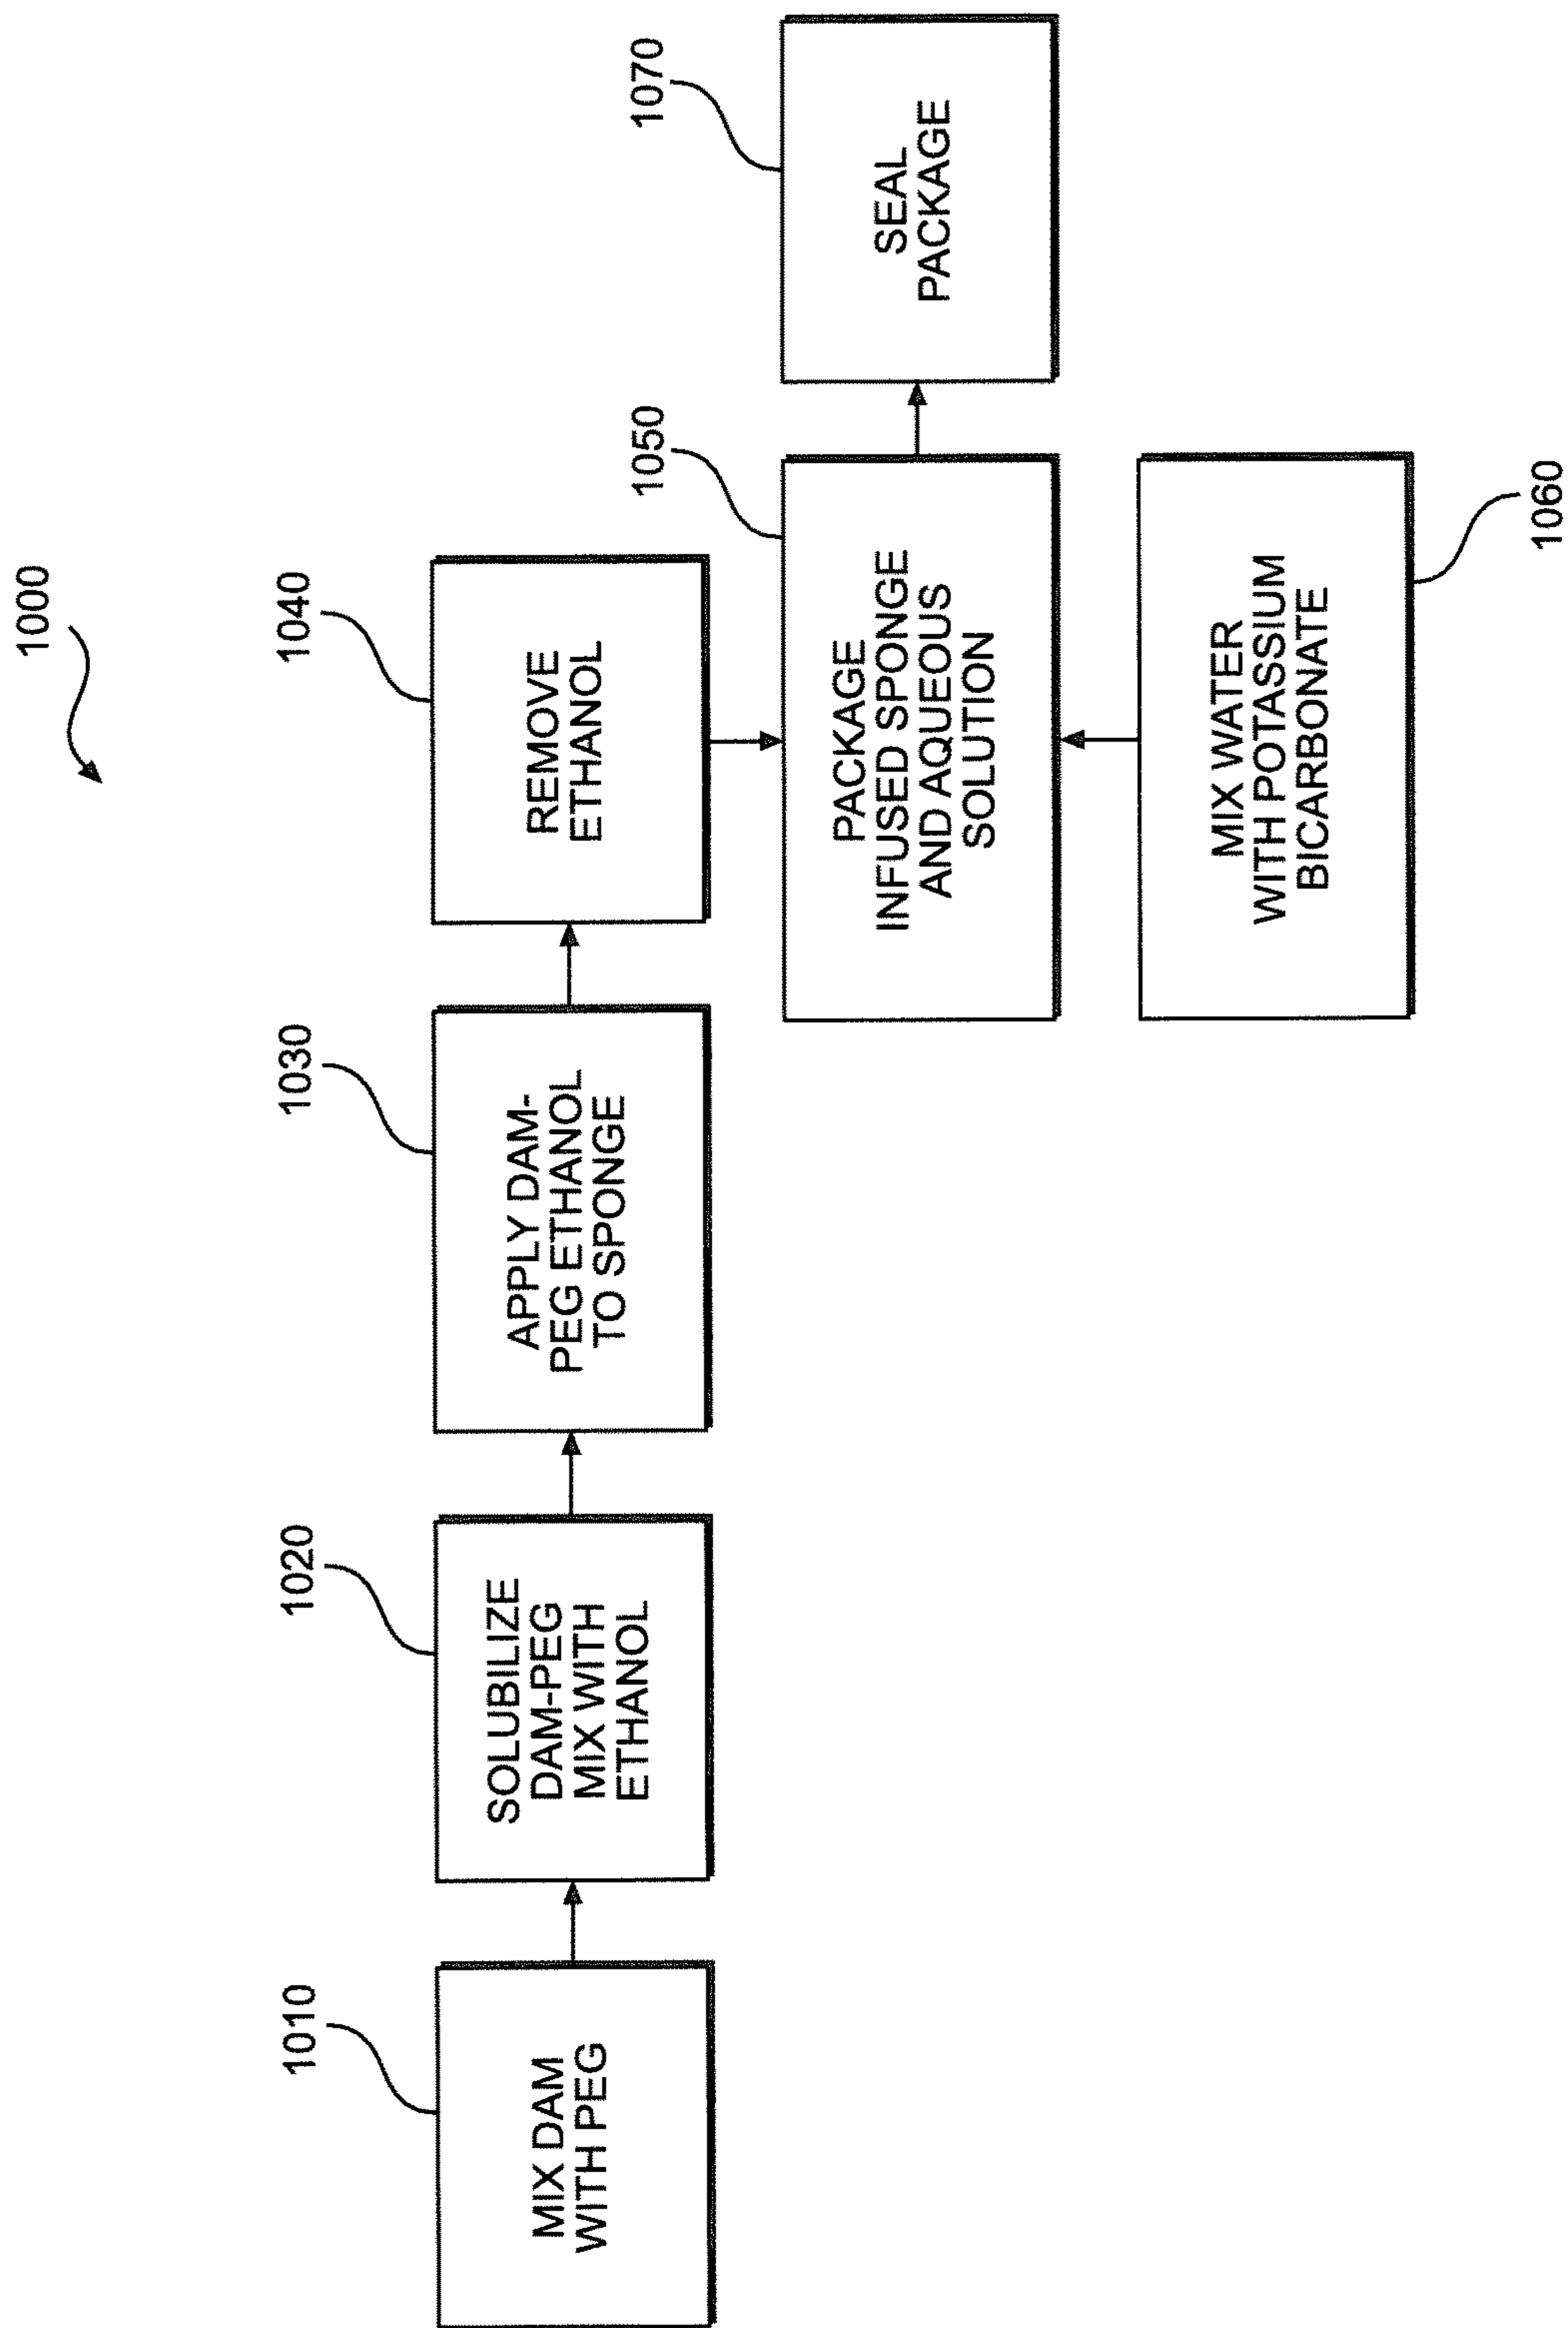 1000
1010
MIX DAM
WITH PEG
1020
SOLUBILIZE
DAM-PEG
MIX WITH
ETHANOL
1030
APPLY DAM-
PEG ETHANOL
TO SPONGE
1040
REMOVE
ETHANOL
1050
PACKAGE
INFUSED SPONGE
AND AQUEOUS
SOLUTION
1060
MIX WATER
WITH POTASSIUM
BICARBONATE
1070
SEAL
PACKAGE